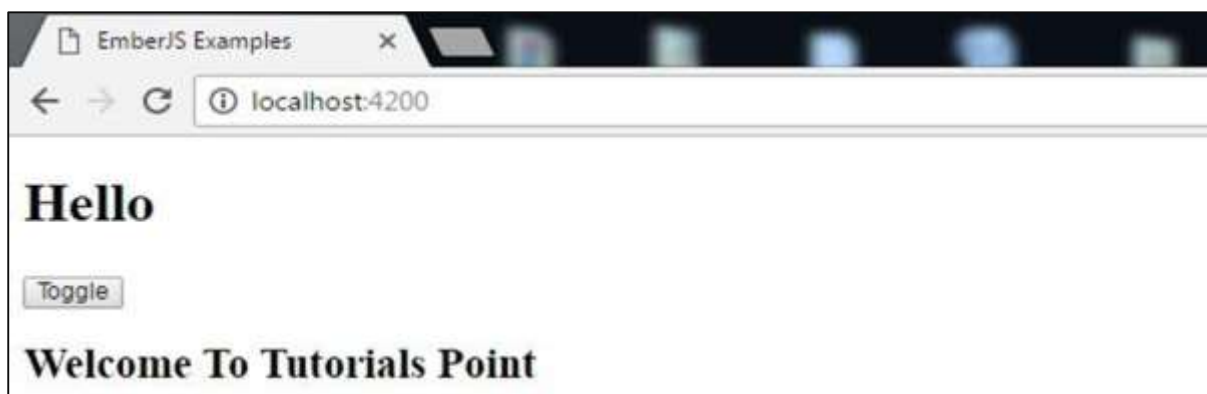 EmberJS Examples
localhost:4200
Hello
Toggle
Welcome To Tutorials Point